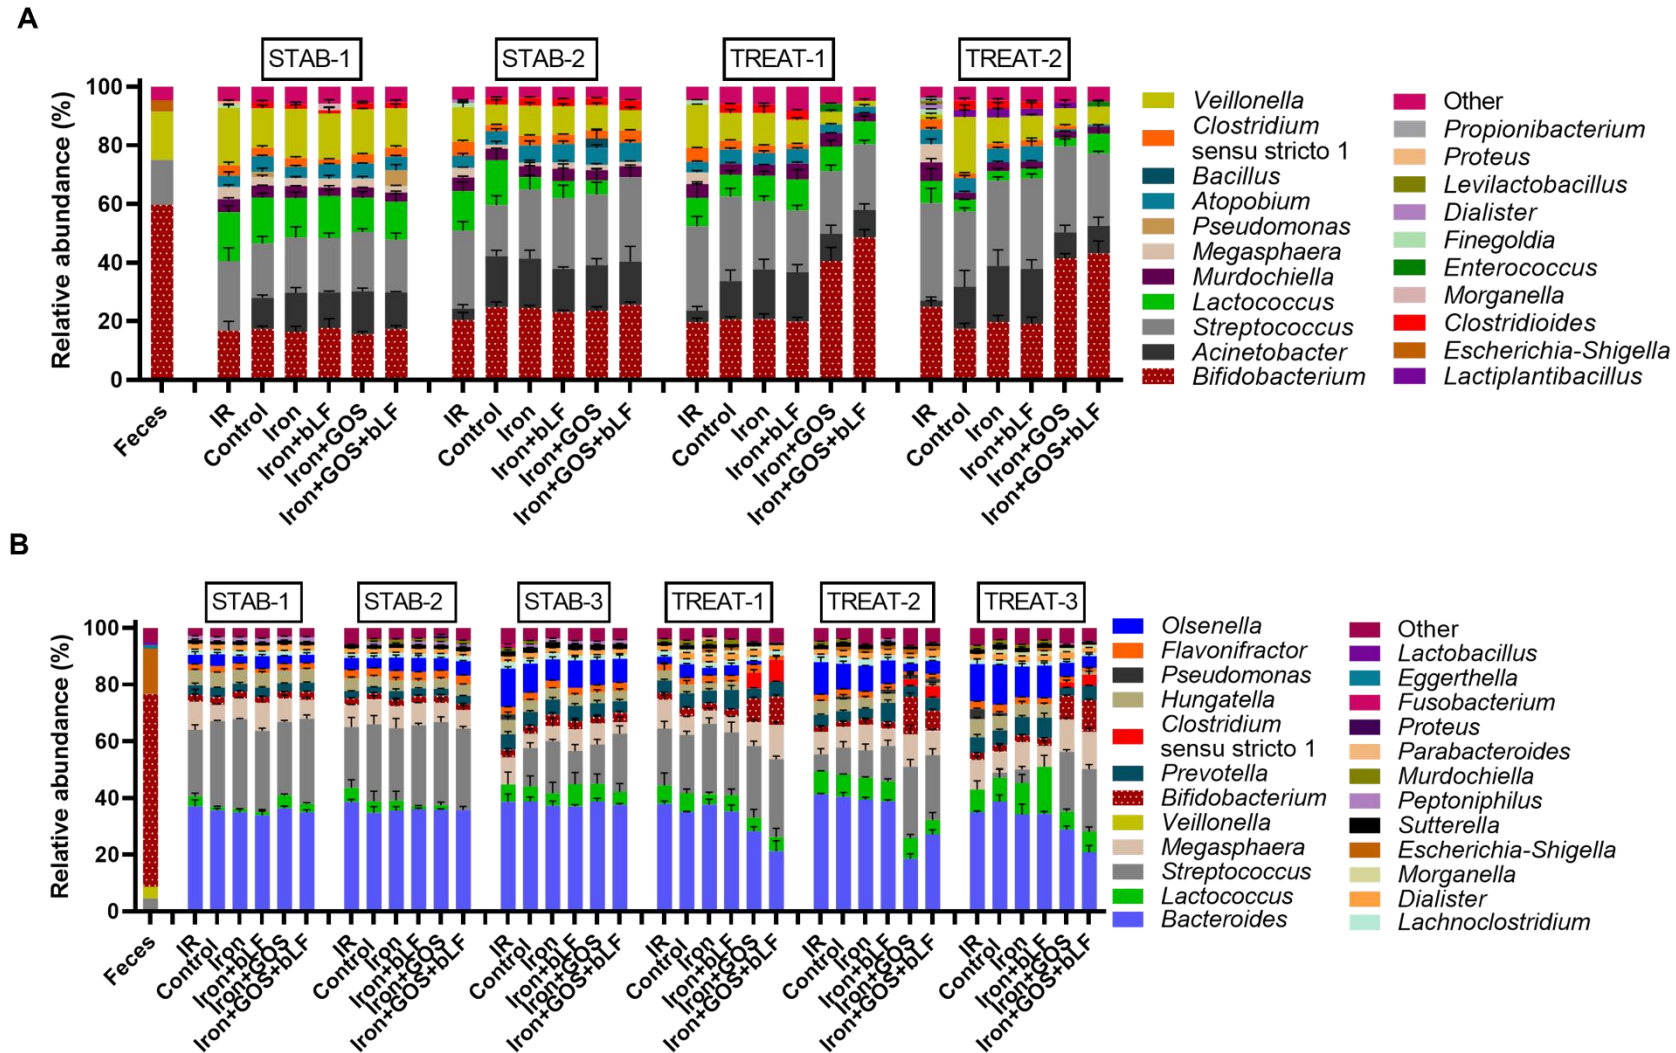 A
STAB-1
STAB-2
TREAT-1
TREAT-2
Relative abundance (%)
100
80
60
40
20
0
Feces
IR
Control
Iron
Iron+bLF
Iron+GOS
Iron+GOS+bLF
IR
Control
Iron
Iron+bLF
Iron+GOS
Iron+GOS+bLF
IR
Control
Iron
Iron+bLF
Iron+GOS
Iron+GOS+bLF
IR
Control
Iron
Iron+bLF
Iron+GOS
Iron+GOS+bLF
Veillonella
Clostridium
sensu stricto 1
Bacillus
Atopobium
Pseudomonas
Megasphaera
Murdochiella
Lactococcus
Streptococcus
Acinetobacter
Bifidobacterium
Other
Propionibacterium
Proteus
Levilactobacillus
Dialister
Finegoldia
Enterococcus
Morganella
Clostridioides
Escherichia-Shigella
Lactiplantibacillus
B
STAB-1
STAB-2
STAB-3
TREAT-1
TREAT-2
TREAT-3
Relative abundance (%)
100
80
60
40
20
0
Feces
IR
Control
Iron
Iron+bLF
Iron+GOS
Iron+GOS+bLF
IR
Control
Iron
Iron+bLF
Iron+GOS
Iron+GOS+bLF
IR
Control
Iron
Iron+bLF
Iron+GOS
Iron+GOS+bLF
IR
Control
Iron
Iron+bLF
Iron+GOS
Iron+GOS+bLF
IR
Control
Iron
Iron+bLF
Iron+GOS
Iron+GOS+bLF
IR
Control
Iron
Iron+bLF
Iron+GOS
Iron+GOS+bLF
Olsenella
Flavonifractor
Pseudomonas
Hungatella
Clostridium
sensu stricto 1
Prevotella
Bifidobacterium
Veillonella
Megasphaera
Streptococcus
Lactococcus
Bacteroides
Other
Lactobacillus
Eggerthella
Fusobacterium
Proteus
Parabacteroides
Murdochiella
Peptoniphilus
Sutterella
Escherichia-Shigella
Morganella
Dialister
Lachnoclostridium